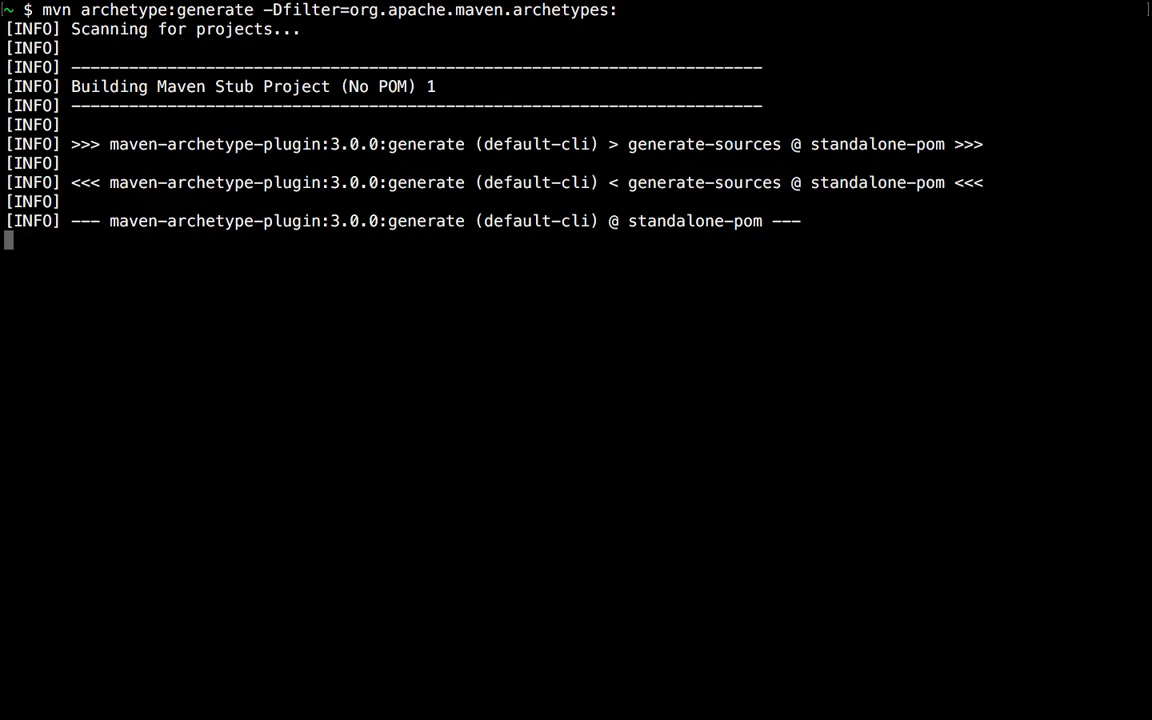 ~ $ mvn archetype:generate -Dfilter=org.apache.maven.archetypes:
[INFO] Scanning for projects...
[INFO]
[INFO] ------------------------------------------------------------------------
[INFO] Building Maven Stub Project (No POM) 1
[INFO] ------------------------------------------------------------------------
[INFO]
[INFO] >>> maven-archetype-plugin:3.0.0:generate (default-cli) > generate-sources @ standalone-pom >>>
[INFO]
[INFO] <<< maven-archetype-plugin:3.0.0:generate (default-cli) < generate-sources @ standalone-pom <<<
[INFO]
[INFO] --- maven-archetype-plugin:3.0.0:generate (default-cli) @ standalone-pom ---